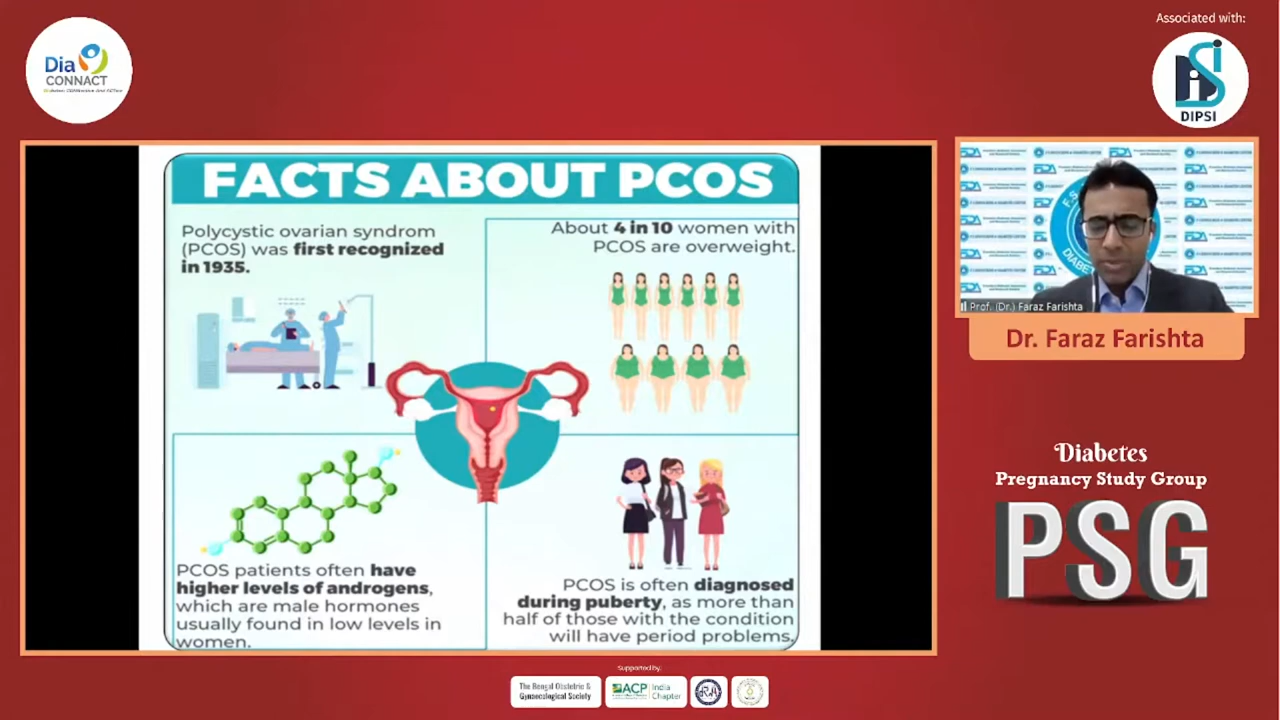 Dia
CONNACT
Associated with:
DIPSI
FACTS ABOUT PCOS
Polycystic ovarian syndrom
(PCOS) was first recognized
in 1935.
About 4 in 10 women with
PCOS are overweight.
PCOS patients often have
higher levels of androgens,
which are male hormones
usually found in low levels in
women.
PCOS is often diagnosed
during puberty, as more than
half of those with the condition
will have period problems.
Prof. (Dr.) Faraz Farishta
Dr. Faraz Farishta
Diabetes
Pregnancy Study Group
PSG
Supported by:
The Bengal Obstetric &
Gynaecological Society
ACP
India
Chapter